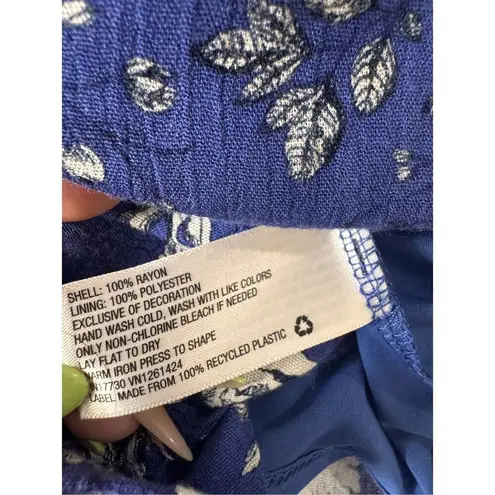 SHELL: 100% RAYON
LINING: 100% POLYESTER
EXCLUSIVE OF DECORATION
HAND WASH COLD, WASH WITH LIKE COLORS
ONLY NON-CHLORINE BLEACH IF NEEDED
LAY FLAT TO DRY
WARM IRON PRESS TO SHAPE
RN17730 VN1261424
LABEL MADE FROM 100% RECYCLED PLASTIC